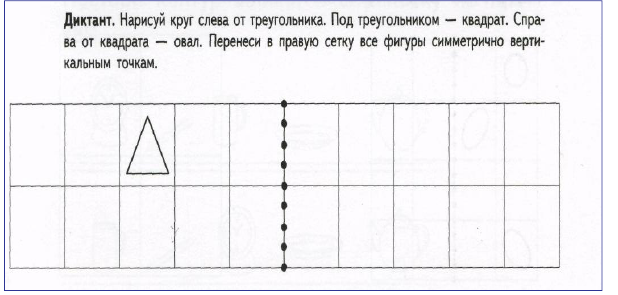 Диктант. Нарисуй круг слева от треугольника. Под треугольником — квадрат. Спра-
ва от квадрата — овал. Перенеси в правую сетку все фигуры симметрично верти-
кальным точкам.